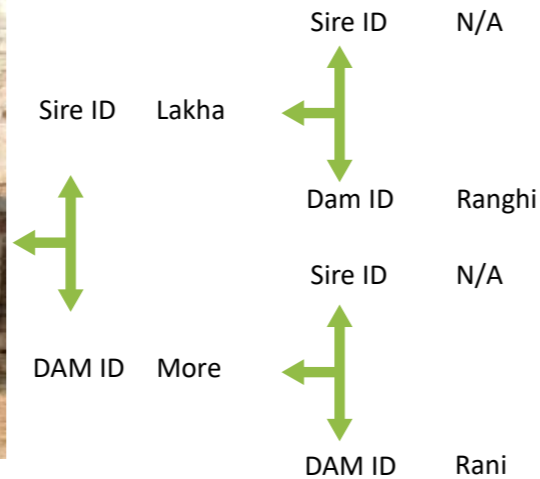 Sire ID N/A
Sire ID Lakha
Dam ID Ranghi
Sire ID N/A
DAM ID More
DAM ID Rani